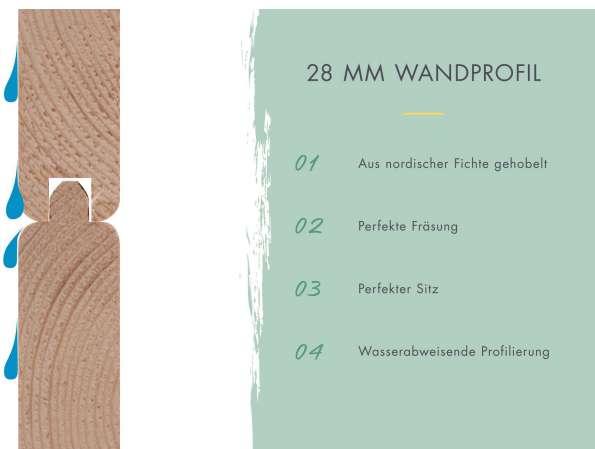 28 MM WANDPROFIL
01 Aus nordischer Fichte gehobelt
02 Perfekte Fräsung
03 Perfekter Sitz
04 Wasserabweisende Profilierung